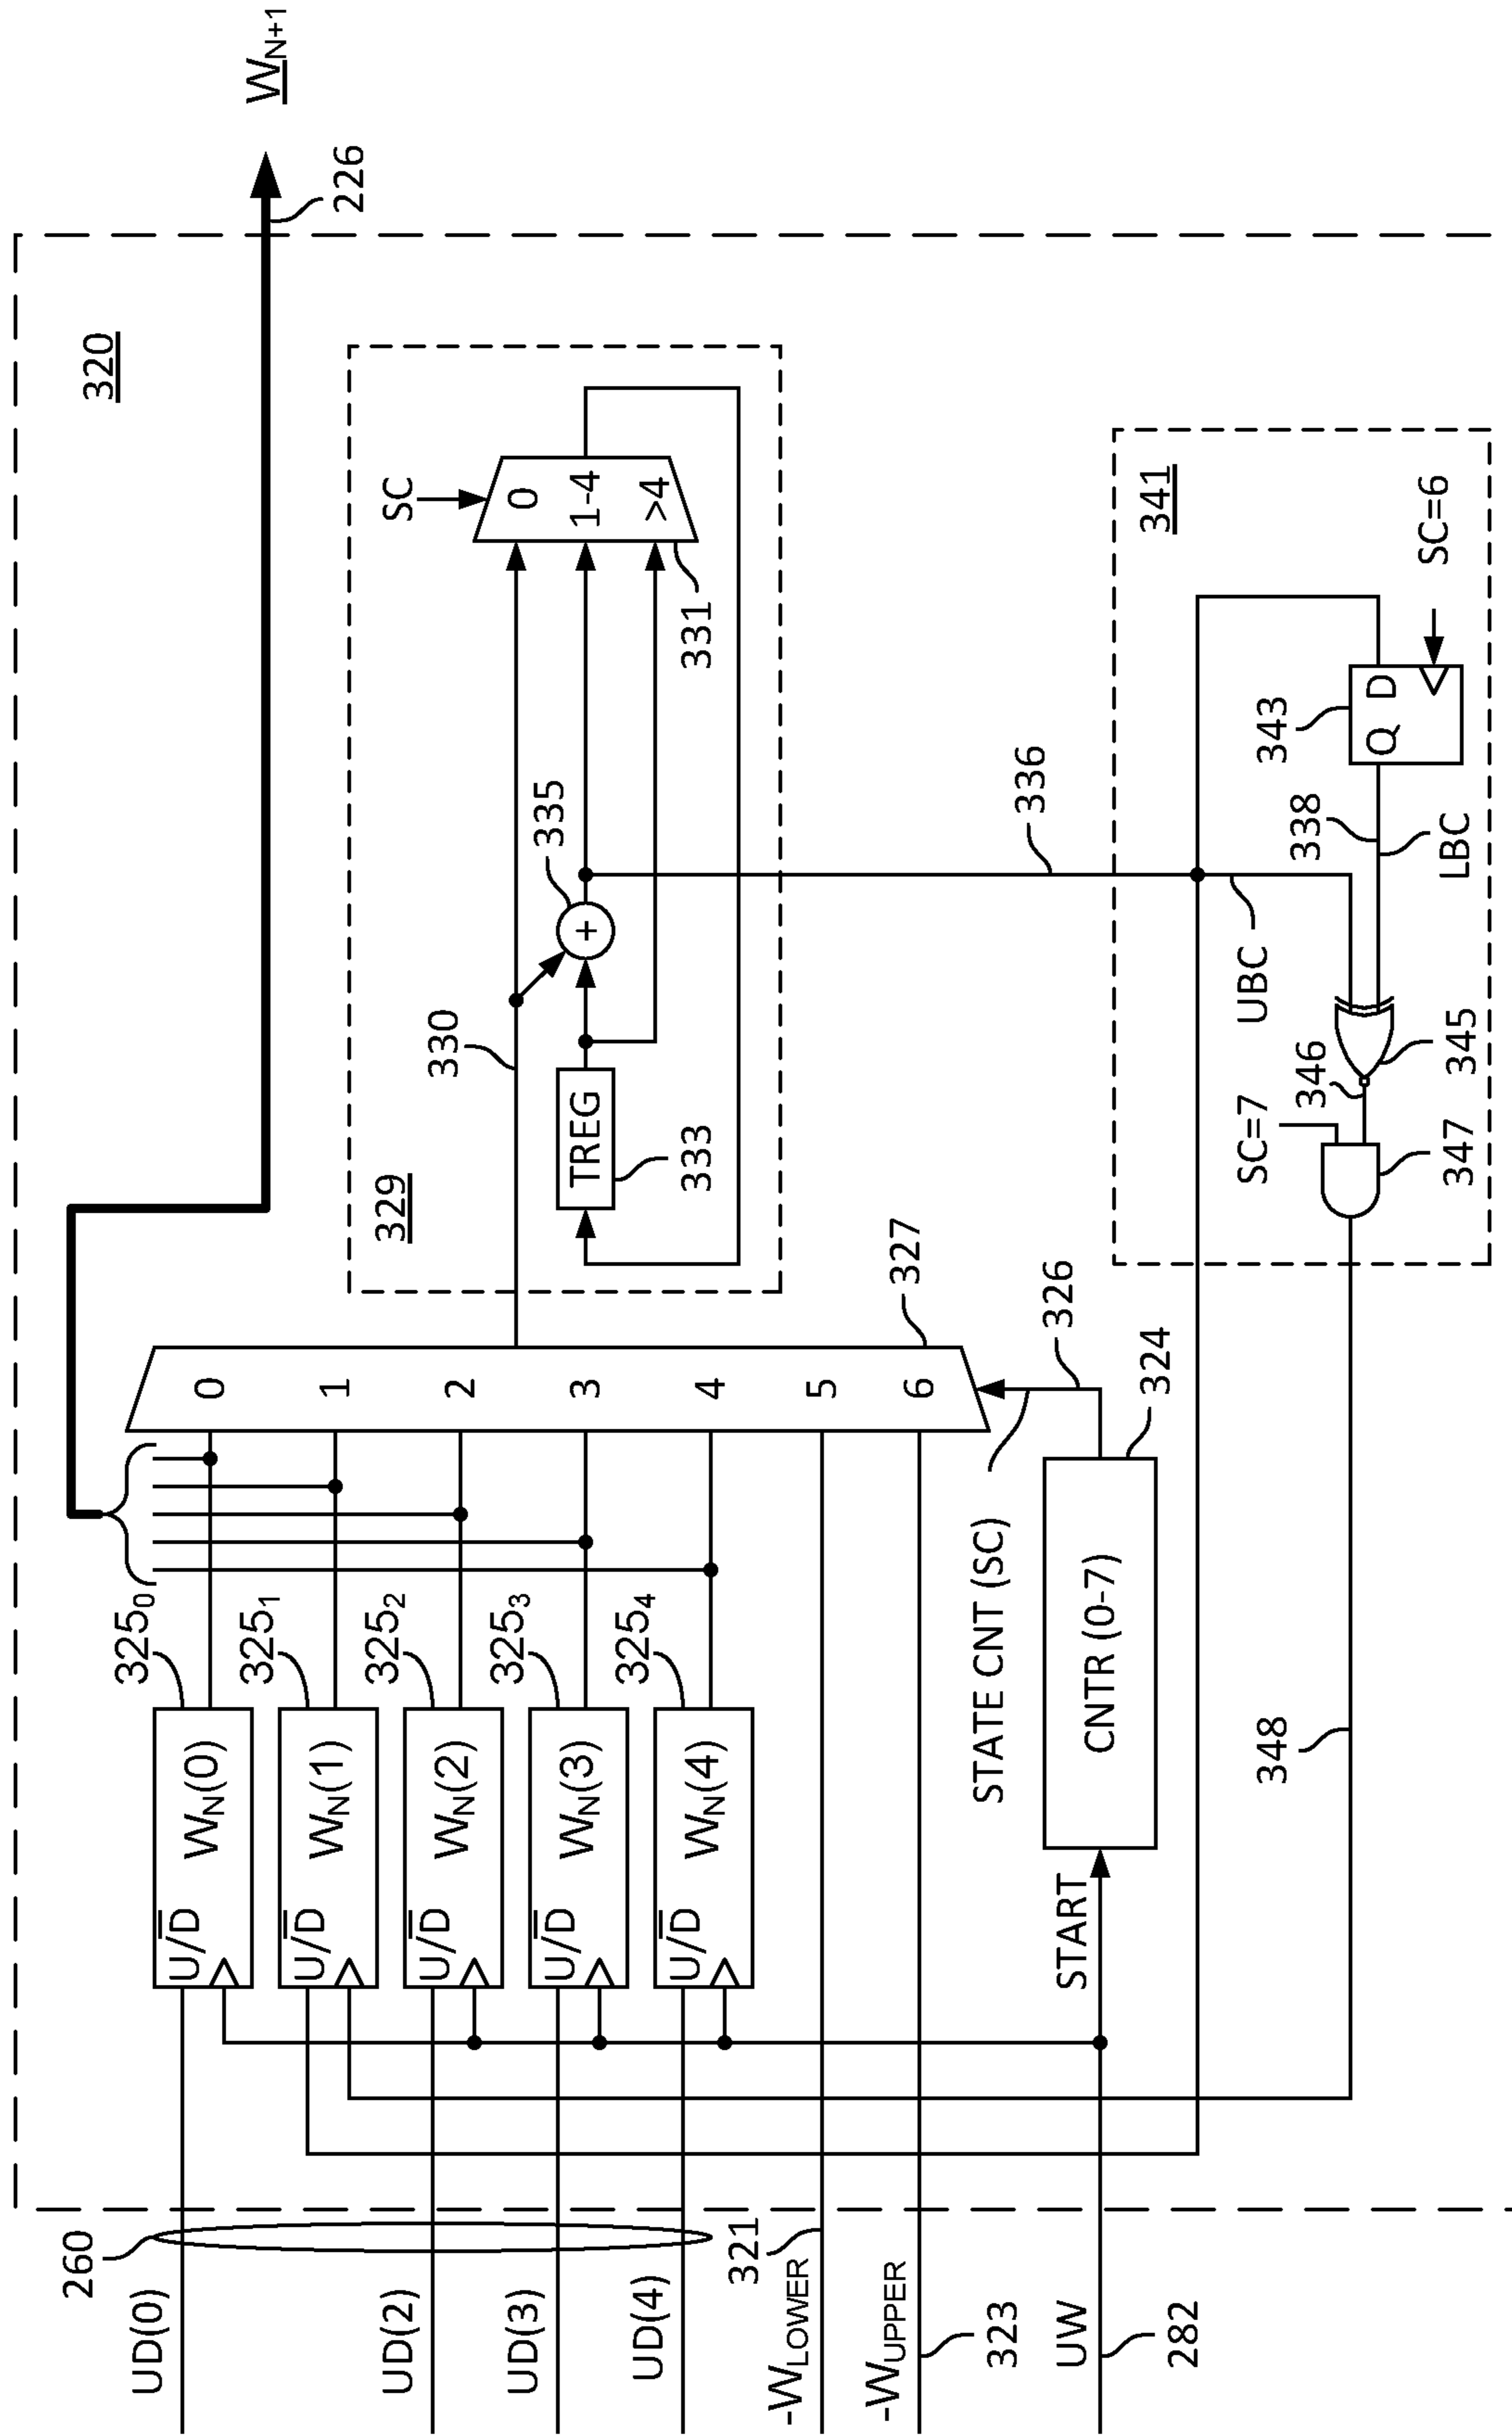 320
W_N+1
226
260
UD(0)
UD(2)
UD(3)
UD(4)
321
-W_LOWER
-W_UPPER
323
UW
282
325_0
U/D̅
W_N(0)
325_1
U/D̅
W_N(1)
325_2
U/D̅
W_N(2)
325_3
U/D̅
W_N(3)
325_4
U/D̅
W_N(4)
0
1
2
3
4
5
6
327
STATE CNT (SC)
326
START
CNTR (0-7)
324
329
330
TREG
333
+
335
SC
0
1-4
>4
331
336
341
SC=6
343
Q D
338
LBC
UBC
345
346
SC=7
347
348